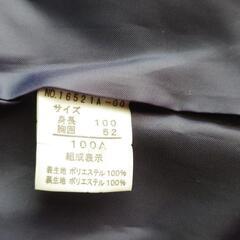 NO.16521A-00
サイズ
身長 100
胸囲 52
100A
組成表示
表生地 ポリエステル100%
裏生地 ポリエステル100%